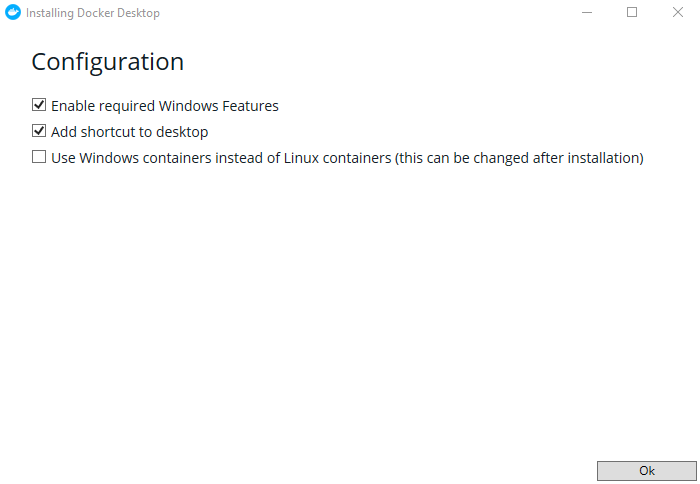 Installing Docker Desktop
Configuration
Enable required Windows Features
Add shortcut to desktop
Use Windows containers instead of Linux containers (this can be changed after installation)
Ok